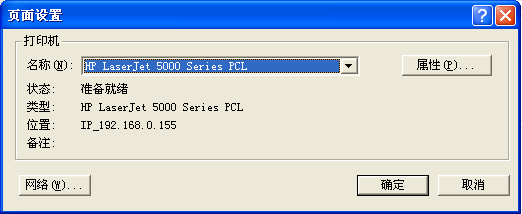 页面设置
打印机
名称(N): HP LaserJet 5000 Series PCL 属性(P)...
状态: 准备就绪
类型: HP LaserJet 5000 Series PCL
位置: IP_192.168.0.155
备注:
网络(W)... 确定 取消